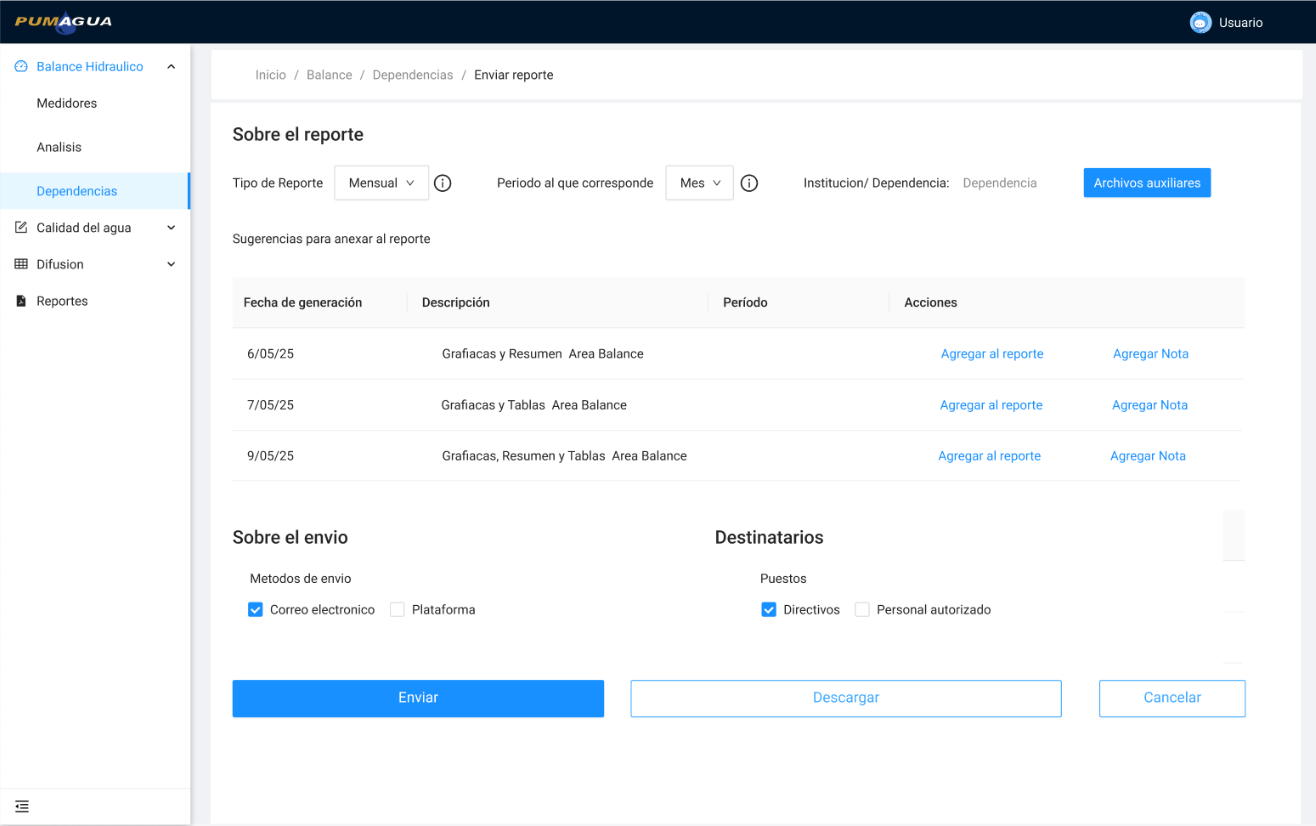 PUMAGUA
Usuario
Balance Hidraulico
Medidores
Analisis
Dependencias
Calidad del agua
Difusion
Reportes
Inicio / Balance / Dependencias / Enviar reporte
Sobre el reporte
Tipo de Reporte Mensual Periodo al que corresponde Mes Institucion/ Dependencia: Dependencia Archivos auxiliares
Sugerencias para anexar al reporte
Fecha de generación Descripción Período Acciones
6/05/25 Grafiacas y Resumen Area Balance Agregar al reporte Agregar Nota
7/05/25 Grafiacas y Tablas Area Balance Agregar al reporte Agregar Nota
9/05/25 Grafiacas, Resumen y Tablas Area Balance Agregar al reporte Agregar Nota
Sobre el envio Destinatarios
Metodos de envio Puestos
Correo electronico Plataforma Directivos Personal autorizado
Enviar Descargar Cancelar